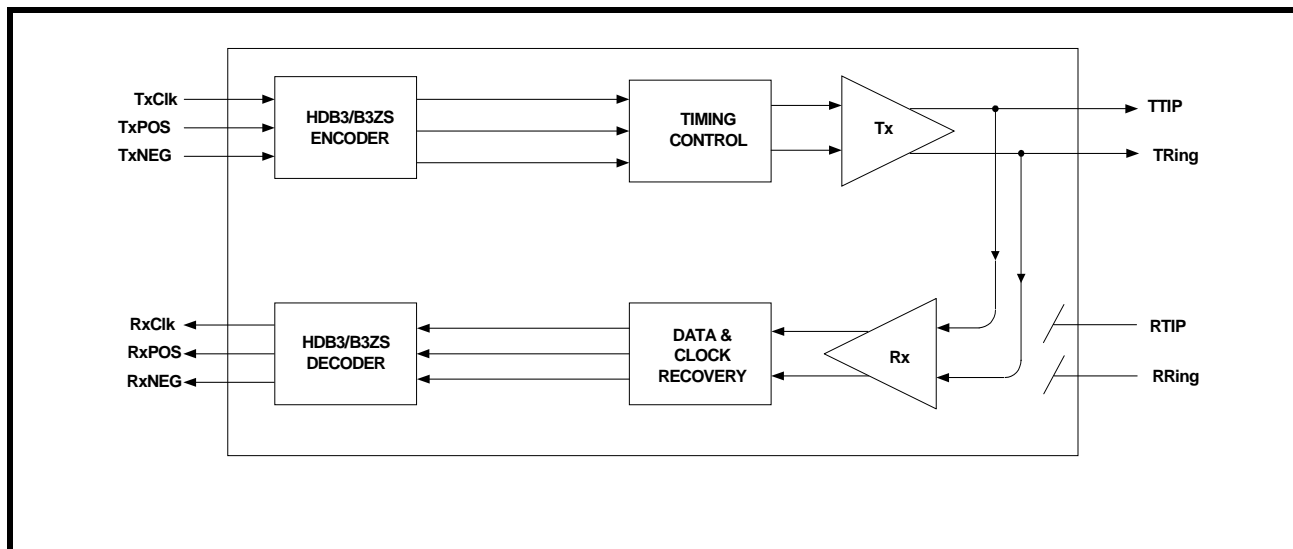 TxClk
TxPOS
TxNEG
HDB3/B3ZS
ENCODER
TIMING
CONTROL
Tx
TTIP
TRing
RxClk
RxPOS
RxNEG
HDB3/B3ZS
DECODER
DATA &
CLOCK
RECOVERY
Rx
RTIP
RRing